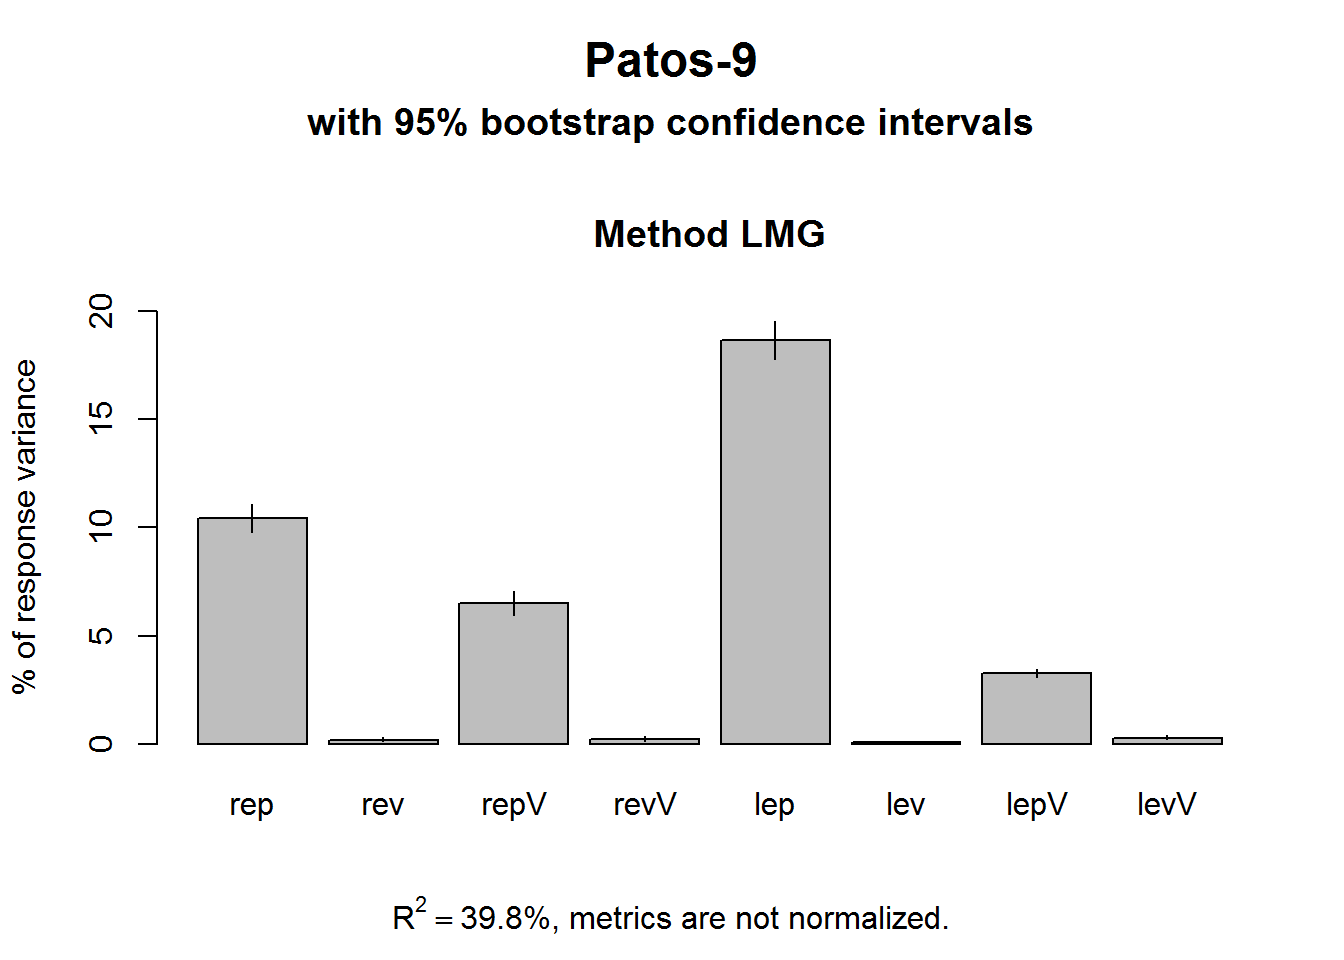 Patos-9
with 95% bootstrap confidence intervals
Method LMG
% of response variance
20
15
10
5
0
rep rev repV revV lep lev lepV levV
R² = 39.8%, metrics are not normalized.